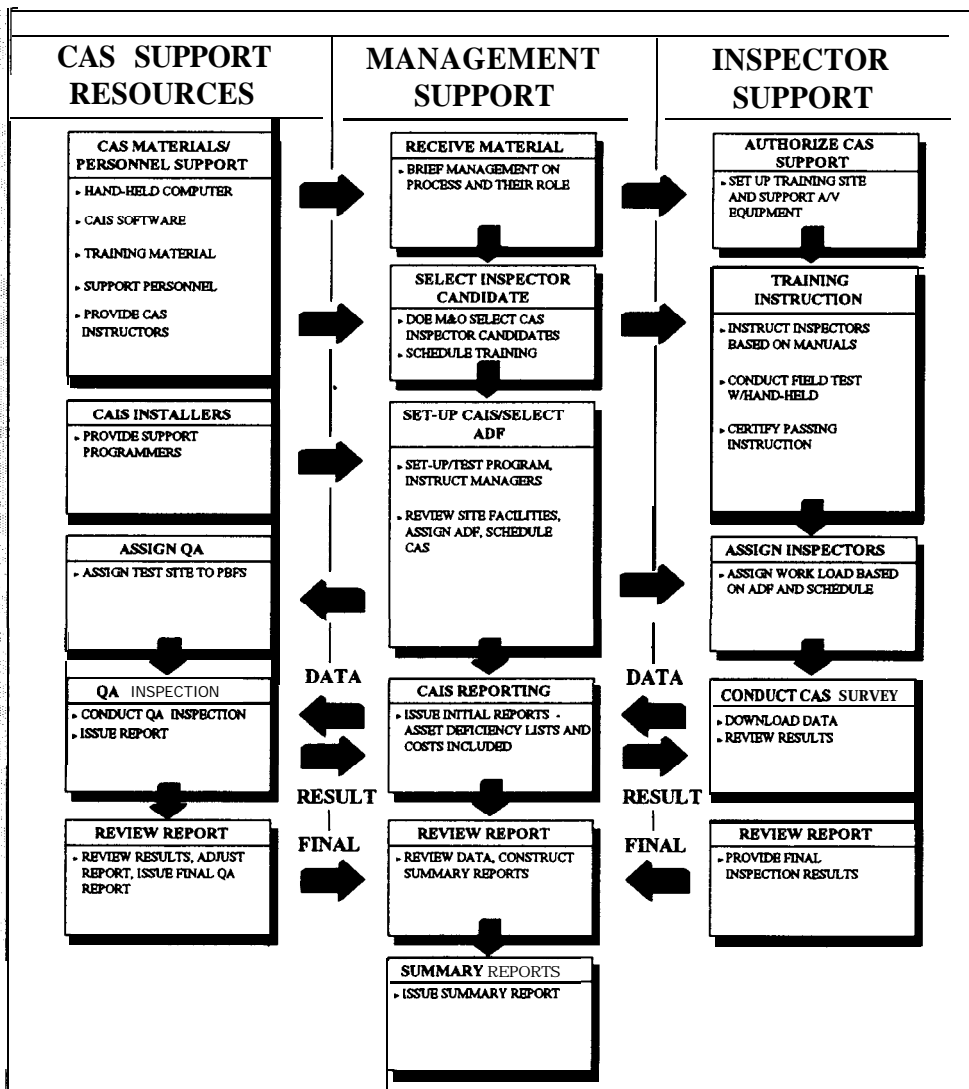 CAS SUPPORT
RESOURCES
MANAGEMENT
SUPPORT
INSPECTOR
SUPPORT
CAS MATERIALS/
PERSONNEL SUPPORT
▸ HAND-HELD COMPUTER
▸ CAIS SOFTWARE
▸ TRAINING MATERIAL
▸ SUPPORT PERSONNEL
▸ PROVIDE CAS
INSTRUCTORS
RECEIVE MATERIAL
▸ BRIEF MANAGEMENT ON
PROCESS AND THEIR ROLE
AUTHORIZE CAS
SUPPORT
▸ SET UP TRAINING SITE
AND SUPPORT A/V
EQUIPMENT
SELECT INSPECTOR
CANDIDATE
▸ DOE M&O SELECT CAS
INSPECTOR CANDIDATES
▸ SCHEDULE TRAINING
TRAINING
INSTRUCTION
▸ INSTRUCT INSPECTORS
BASED ON MANUALS
▸ CONDUCT FIELD TEST
W/HAND-HELD
▸ CERTIFY PASSING
INSTRUCTION
CAIS INSTALLERS
▸ PROVIDE SUPPORT
PROGRAMMERS
SET-UP CAIS/SELECT
ADF
▸ SET-UP/TEST PROGRAM,
INSTRUCT MANAGERS
▸ REVIEW SITE FACILITIES,
ASSIGN ADF, SCHEDULE
CAS
ASSIGN QA
▸ ASSIGN TEST SITE TO PBFS
ASSIGN INSPECTORS
▸ ASSIGN WORK LOAD BASED
ON ADF AND SCHEDULE
DATA
DATA
QA INSPECTION
▸ CONDUCT QA INSPECTION
▸ ISSUE REPORT
CAIS REPORTING
▸ ISSUE INITIAL REPORTS -
ASSET DEFICIENCY LISTS AND
COSTS INCLUDED
CONDUCT CAS SURVEY
▸ DOWNLOAD DATA
▸ REVIEW RESULTS
RESULT
RESULT
REVIEW REPORT
▸ REVIEW RESULTS, ADJUST
REPORT, ISSUE FINAL QA
REPORT
FINAL
REVIEW REPORT
▸ REVIEW DATA, CONSTRUCT
SUMMARY REPORTS
FINAL
REVIEW REPORT
▸ PROVIDE FINAL
INSPECTION RESULTS
SUMMARY REPORTS
▸ ISSUE SUMMARY REPORT